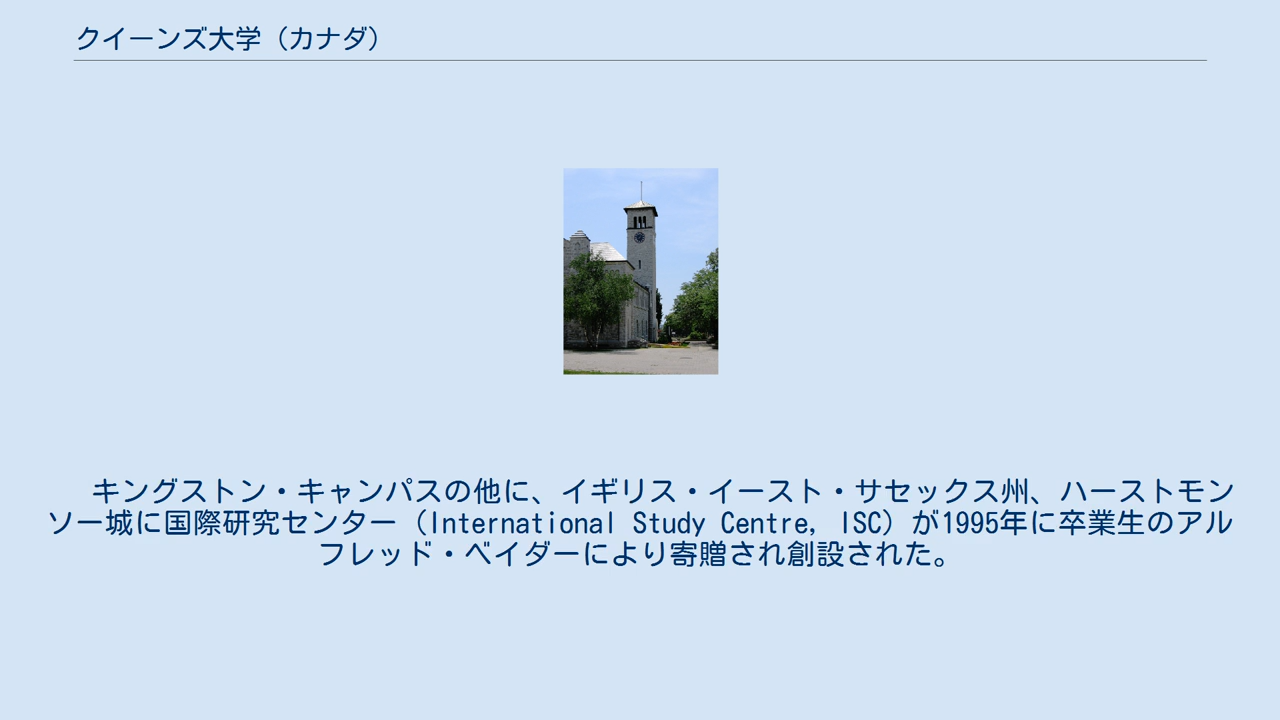 クイーンズ大学（カナダ）
キングストン・キャンパスの他に、イギリス・イースト・サセックス州、ハーストモン
ソー城に国際研究センター（International Study Centre, ISC）が1995年に卒業生のアル
フレッド・ベイダーにより寄贈され創設された。